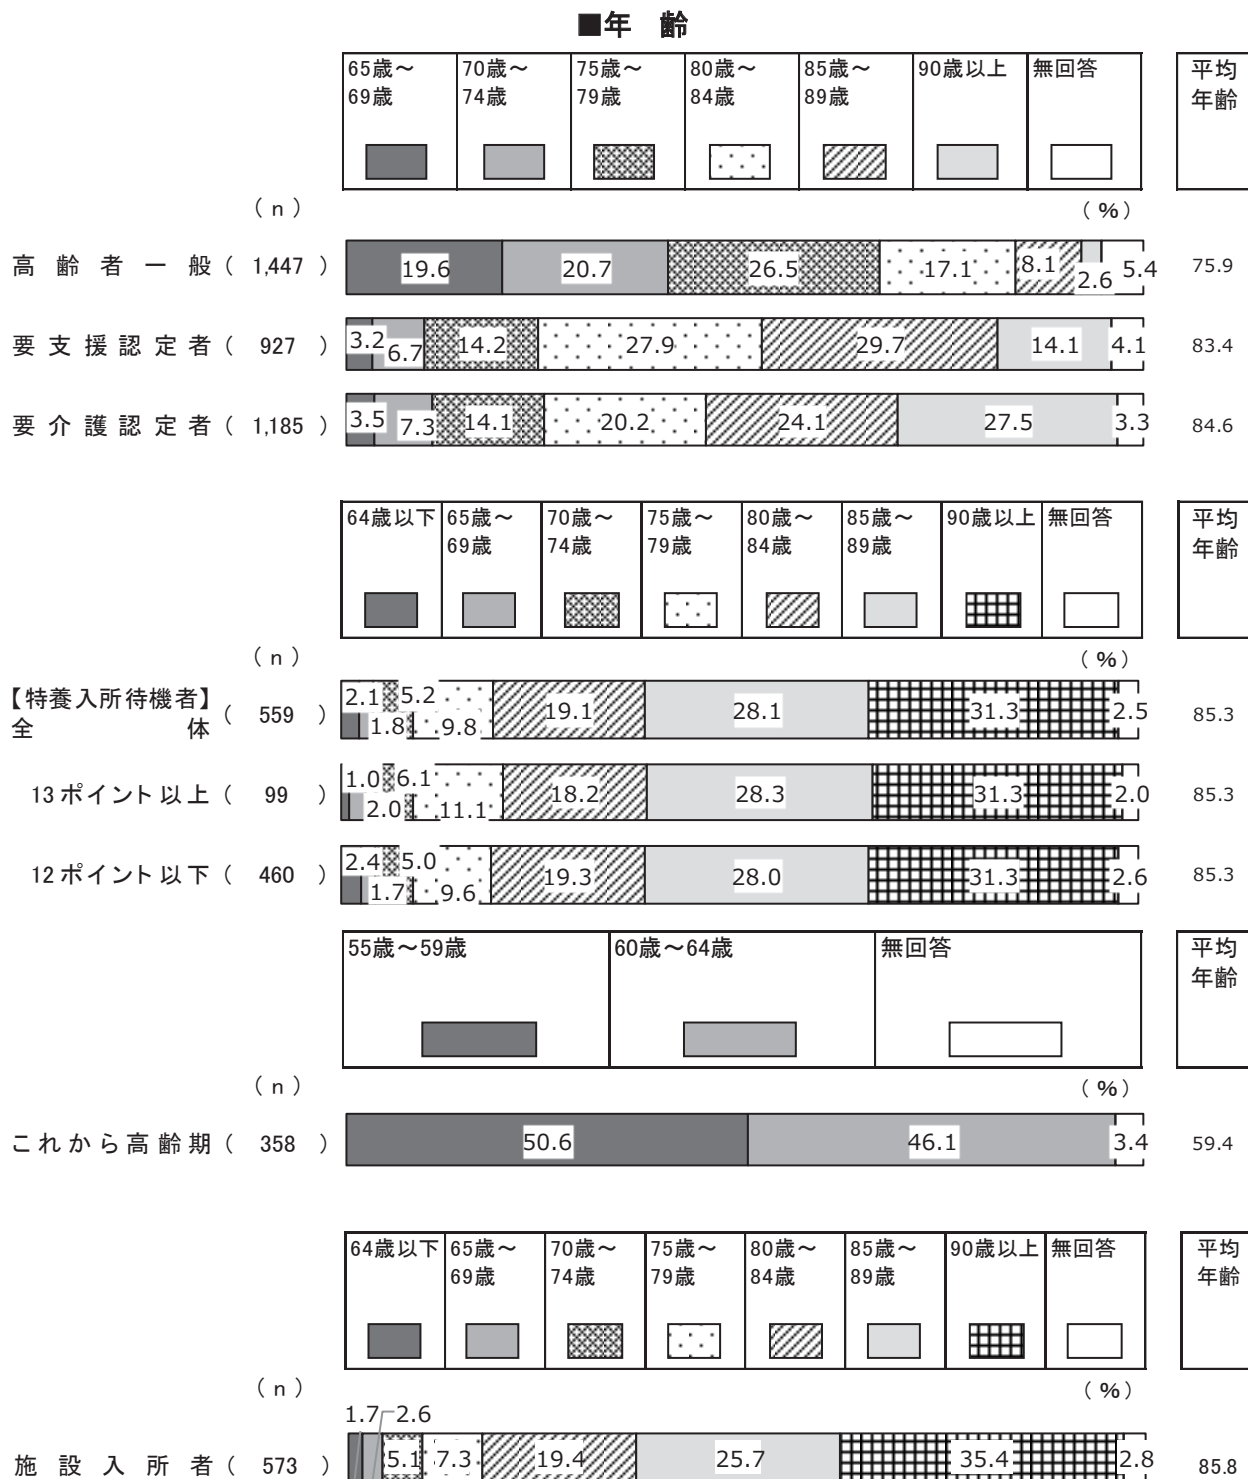 ■年　齢
65歳～ 70歳～ 75歳～ 80歳～ 85歳～ 90歳以上 無回答 平均
69歳 74歳 79歳 84歳 89歳 年齢
（n） （%）
高齢者一般（ 1,447 ） 19.6 20.7 26.5 17.1 8.1 2.6 5.4 75.9
要支援認定者（ 927 ） 3.2 6.7 14.2 27.9 29.7 14.1 4.1 83.4
要介護認定者（ 1,185 ） 3.5 7.3 14.1 20.2 24.1 27.5 3.3 84.6
64歳以下 65歳～ 70歳～ 75歳～ 80歳～ 85歳～ 90歳以上 無回答 平均
69歳 74歳 79歳 84歳 89歳 年齢
（n） （%）
【特養入所待機者】
全体（ 559 ） 2.1 1.8 5.2 9.8 19.1 28.1 31.3 2.5 85.3
13ポイント以上（ 99 ） 1.0 2.0 6.1 11.1 18.2 28.3 31.3 2.0 85.3
12ポイント以下（ 460 ） 2.4 1.7 5.0 9.6 19.3 28.0 31.3 2.6 85.3
55歳～59歳 60歳～64歳 無回答 平均
年齢
（n） （%）
これから高齢期（ 358 ） 50.6 46.1 3.4 59.4
64歳以下 65歳～ 70歳～ 75歳～ 80歳～ 85歳～ 90歳以上 無回答 平均
69歳 74歳 79歳 84歳 89歳 年齢
（n） （%）
1.7 2.6
施設入所者（ 573 ） 5.1 7.3 19.4 25.7 35.4 2.8 85.8